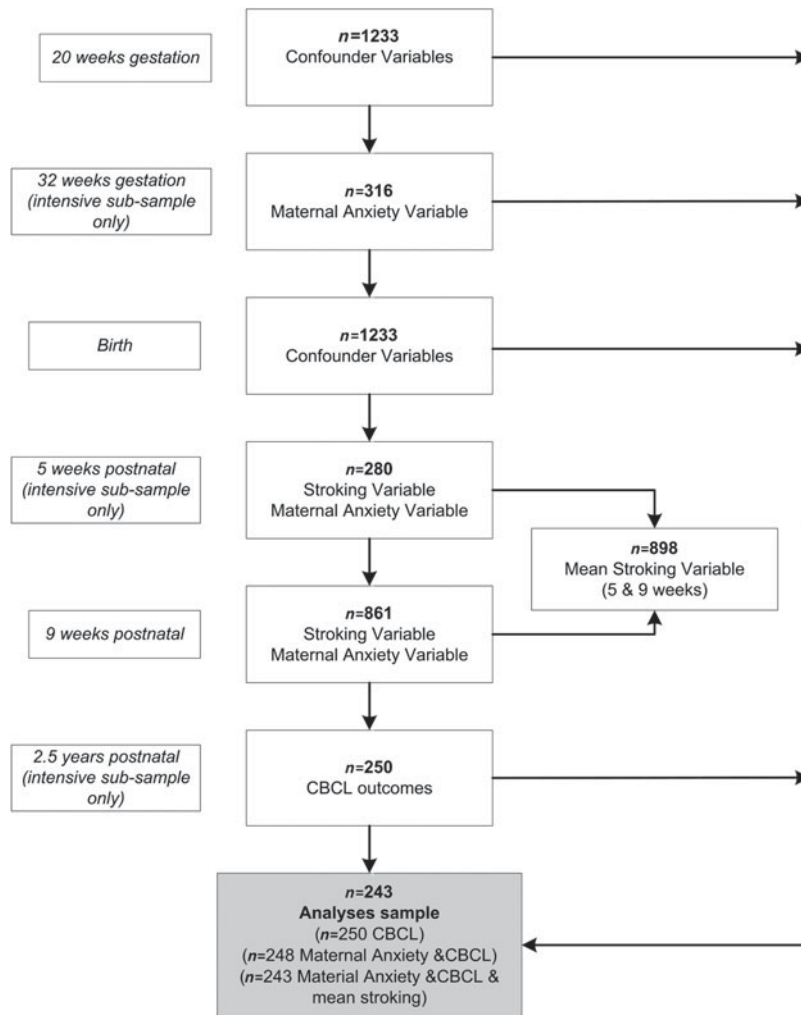 20 weeks gestation
n=1233
Confounder Variables
32 weeks gestation
(intensive sub-sample
only)
n=316
Maternal Anxiety Variable
Birth
n=1233
Confounder Variables
5 weeks postnatal
(intensive sub-sample
only)
n=280
Stroking Variable
Maternal Anxiety Variable
n=898
Mean Stroking Variable
(5 & 9 weeks)
9 weeks postnatal
n=861
Stroking Variable
Maternal Anxiety Variable
2.5 years postnatal
(intensive sub-sample
only)
n=250
CBCL outcomes
n=243
Analyses sample
(n=250 CBCL)
(n=248 Maternal Anxiety &CBCL)
(n=243 Material Anxiety &CBCL &
mean stroking)